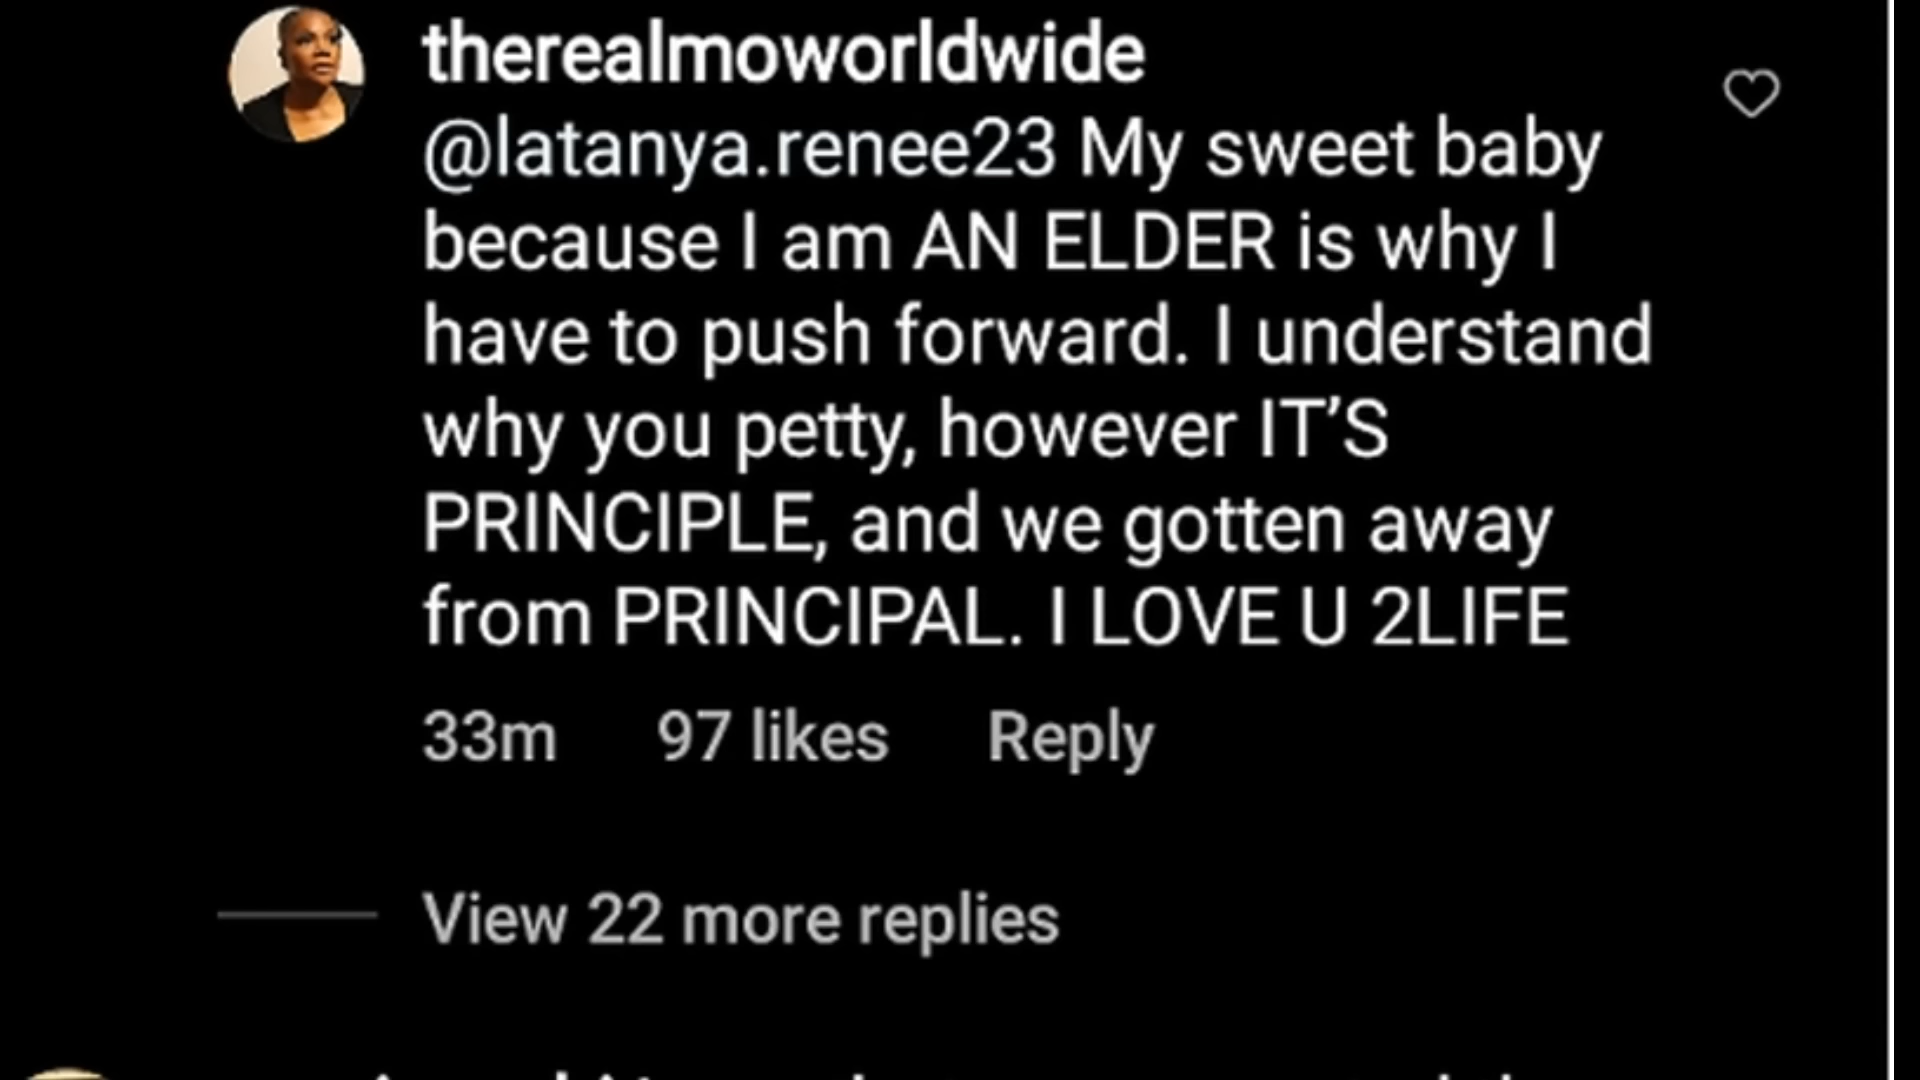 therealmoworldwide
@latanya.renee23 My sweet baby
because I am AN ELDER is why I
have to push forward. I understand
why you petty, however IT’S
PRINCIPLE, and we gotten away
from PRINCIPAL. I LOVE U 2LIFE
33m 97 likes Reply
View 22 more replies